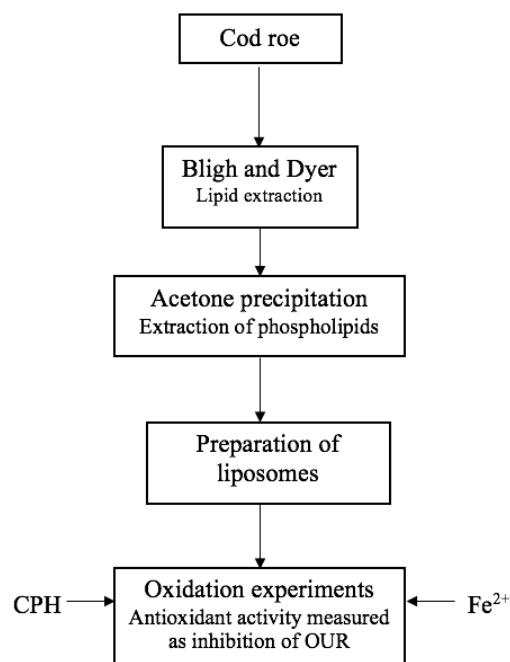 Cod roe
Bligh and Dyer
Lipid extraction
Acetone precipitation
Extraction of phospholipids
Preparation of
liposomes
Oxidation experiments
CPH
Antioxidant activity measured
Fe²⁺
as inhibition of OUR